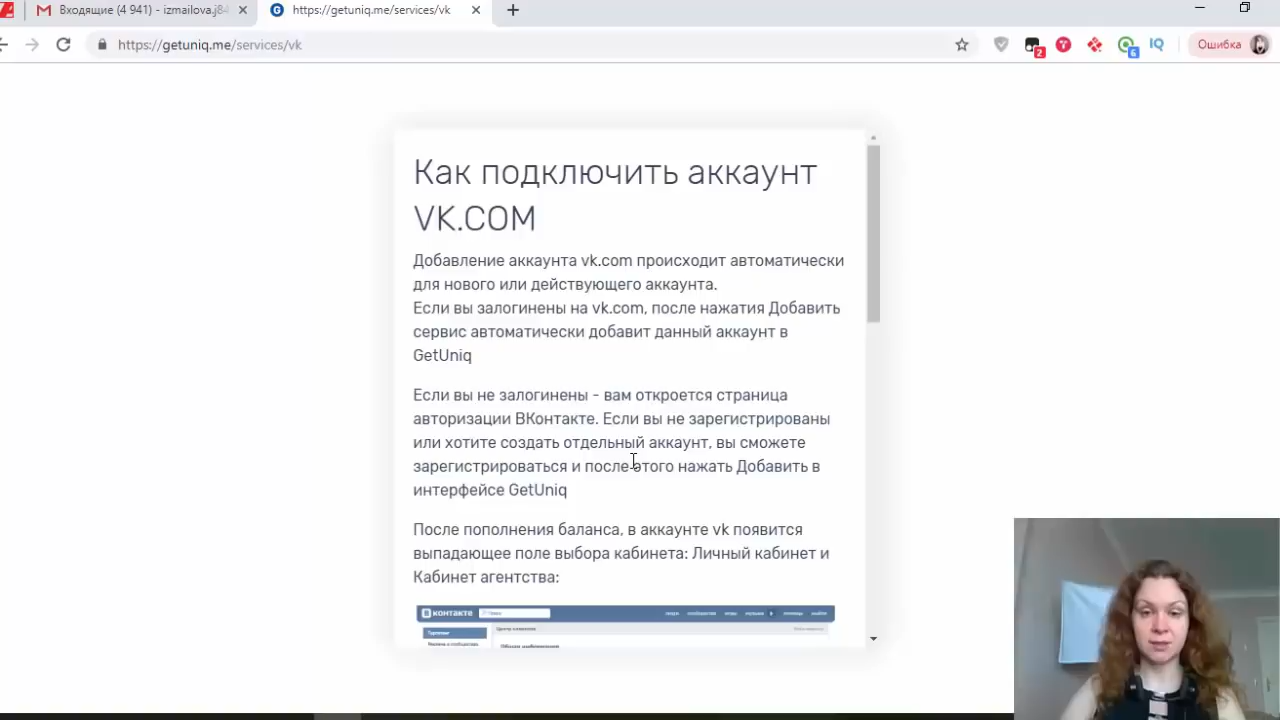 Входящие (4 941) - izmailova.j84
https://getuniq.me/services/vk
https://getuniq.me/services/vk
2
6
IQ
Ошибка
Как подключить аккаунт
VK.COM
Добавление аккаунта vk.com происходит автоматически
для нового или действующего аккаунта.
Если вы залогинены на vk.com, после нажатия Добавить
сервис автоматически добавит данный аккаунт в
GetUniq
Если вы не залогинены - вам откроется страница
авторизации ВКонтакте. Если вы не зарегистрированы
или хотите создать отдельный аккаунт, вы сможете
зарегистрироваться и после этого нажать Добавить в
интерфейсе GetUniq
После пополнения баланса, в аккаунте vk появится
выпадающее поле выбора кабинета: Личный кабинет и
Кабинет агентства:
контакте